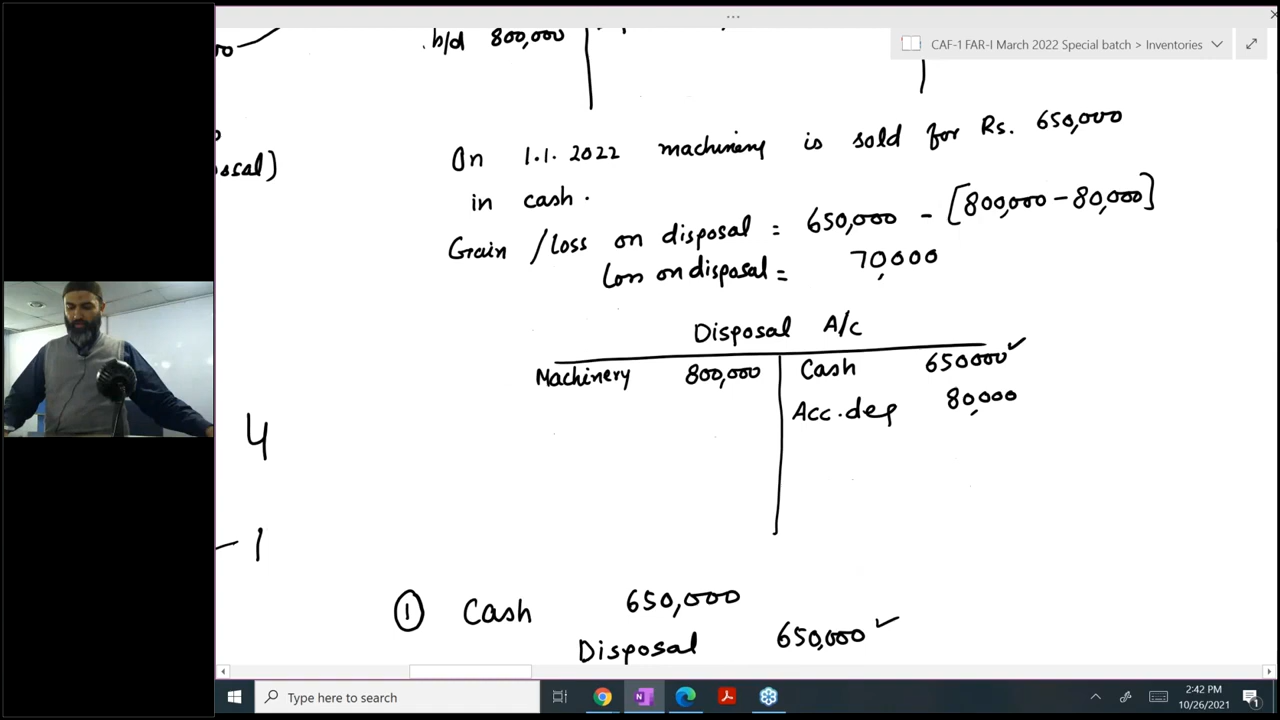 CAF-1 FAR-I March 2022 Special batch > Inventories
b/d 800,000
On 1.1.2022 machinery is sold for Rs. 650,000
in cash.
Gain /Loss on disposal = 650,000 - [800,000 - 80,000]
Loss on disposal = 70,000
osal)
Disposal A/c
Machinery 800,000 Cash 650000 ✓
Acc.dep 80,000
4
- 1
① Cash 650,000
Disposal 650,000 ✓
Type here to search
2:42 PM
10/26/2021
1